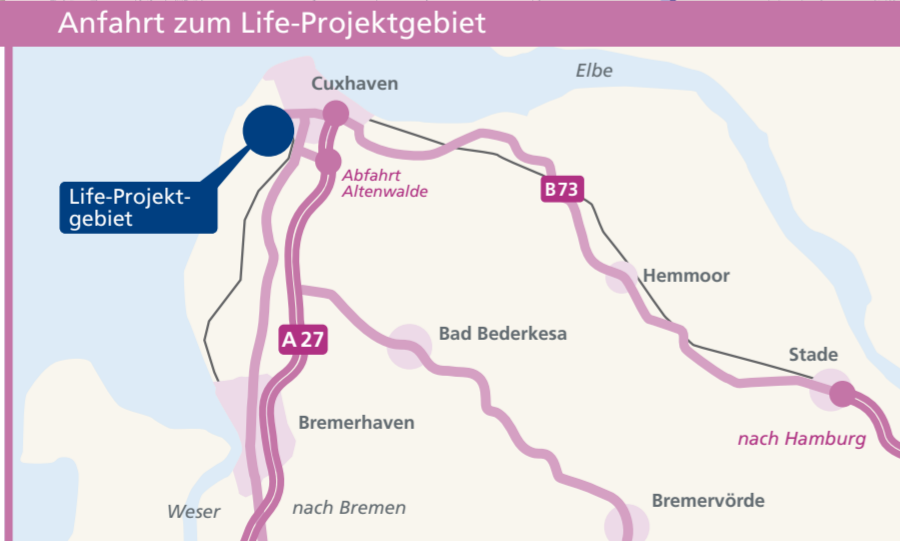 Anfahrt zum Life-Projektgebiet
Elbe
Cuxhaven
Abfahrt
Altenwalde
Life-Projekt-
gebiet
B73
Hemmoor
A 27
Bad Bederkesa
Stade
Bremerhaven
nach Hamburg
Weser
nach Bremen
Bremervörde